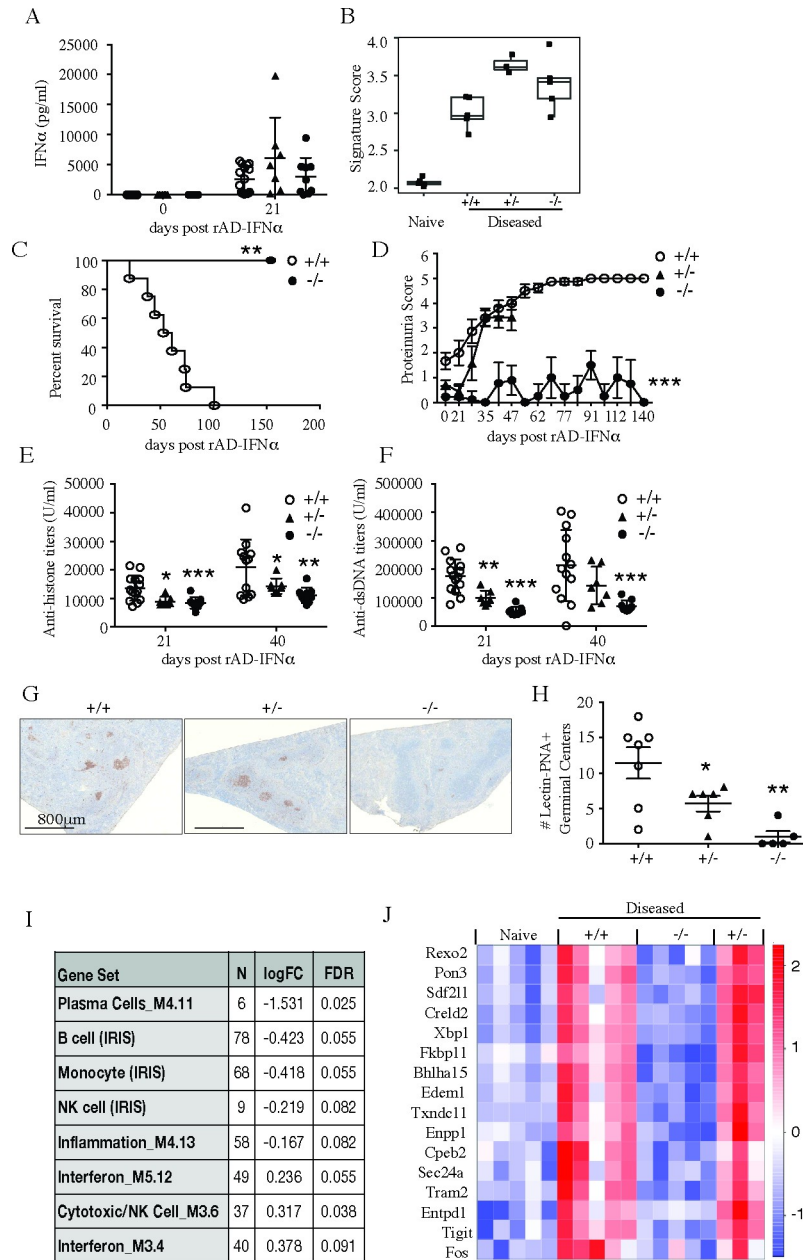 A
IFNα (pg/ml)
25000
20000
15000
10000
5000
0
0 21
days post rAD-IFNα
B
Signature Score
4.0
3.5
3.0
2.5
2.0
+/+ +/- -/-
Naive Diseased
C
Percent survival
100
80
60
40
20
0
0 50 100 150 200
days post rAD-IFNα
**
+/+
-/-
D
Proteinuria Score
6
5
4
3
2
1
0
0 21 35 47 62 77 91 112 140
days post rAD-IFNα
+/+
+/-
-/-
***
E
Anti-histone titers (U/ml)
50000
40000
30000
20000
10000
0
21 40
days post rAD-IFNα
+/+
+/-
-/-
* *** * **
F
Anti-dsDNA titers (U/ml)
500000
400000
300000
200000
100000
0
21 40
days post rAD-IFNα
+/+
+/-
-/-
** *** ***
G
+/+ +/- -/-
800µm
H
# Lectin-PNA+
Germinal Centers
20
15
10
5
0
* **
+/+ +/- -/-
I
Gene Set N logFC FDR
Plasma Cells_M4.11 6 -1.531 0.025
B cell (IRIS) 78 -0.423 0.055
Monocyte (IRIS) 68 -0.418 0.055
NK cell (IRIS) 9 -0.219 0.082
Inflammation_M4.13 58 -0.167 0.082
Interferon_M5.12 49 0.236 0.055
Cytotoxic/NK Cell_M3.6 37 0.317 0.038
Interferon_M3.4 40 0.378 0.091
J
Diseased
Naive +/+ -/- +/-
Rexo2
Pon3
Sdf2l1
Creld2
Xbp1
Fkbp11
Bhlha15
Edem1
Txndc11
Enpp1
Cpeb2
Sec24a
Tram2
Entpd1
Tigit
Fos
2
1
0
-1